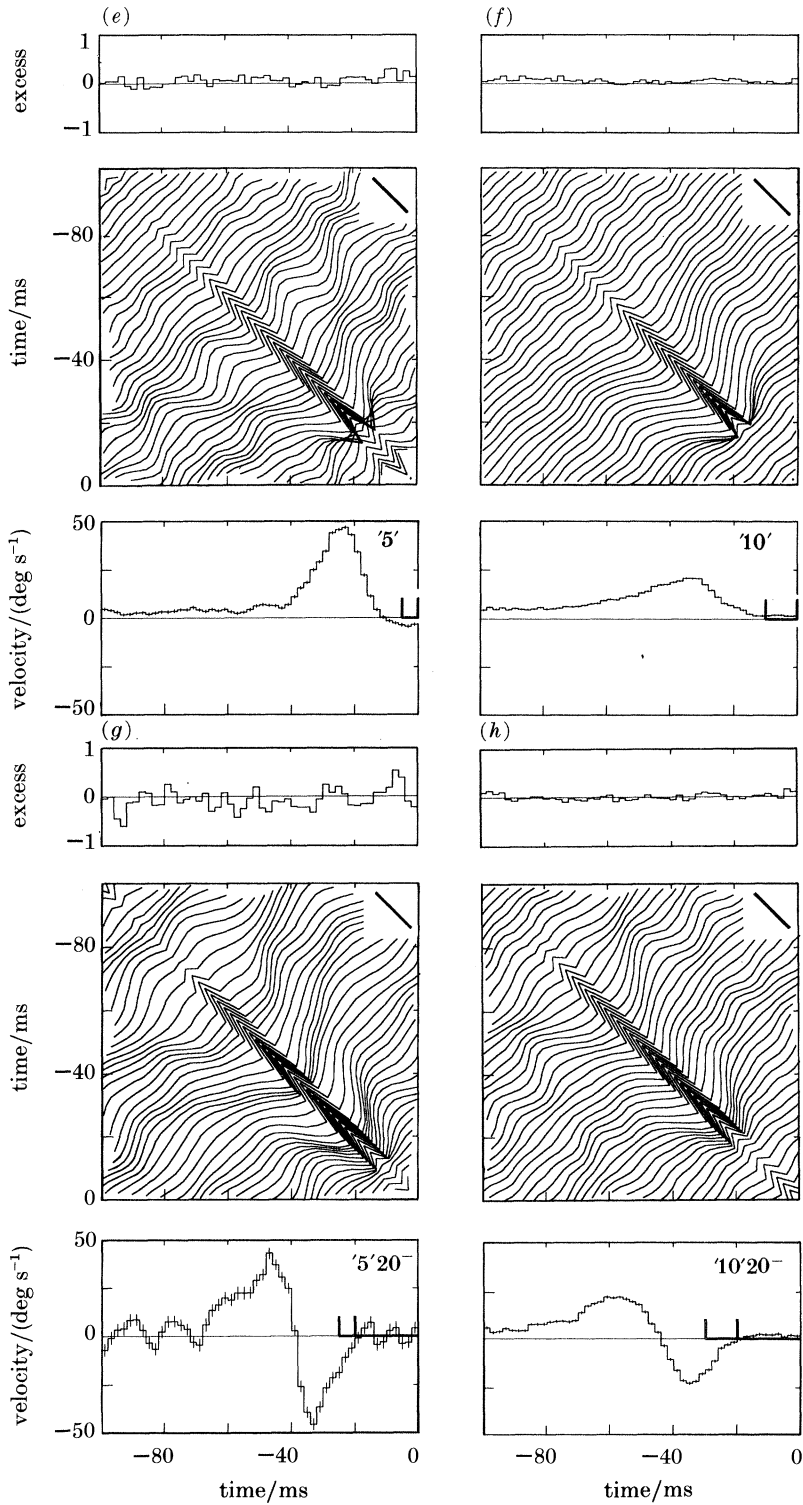 (e) (f)
excess
1
0
−1
time/ms
−80
−40
0
velocity/(deg s⁻¹)
50
0
−50
'5' '10'
(g) (h)
excess
1
0
−1
time/ms
−80
−40
0
velocity/(deg s⁻¹)
50
0
−50
'5'20⁻ '10'20⁻
−80 −40 0 −80 −40 0
time/ms time/ms